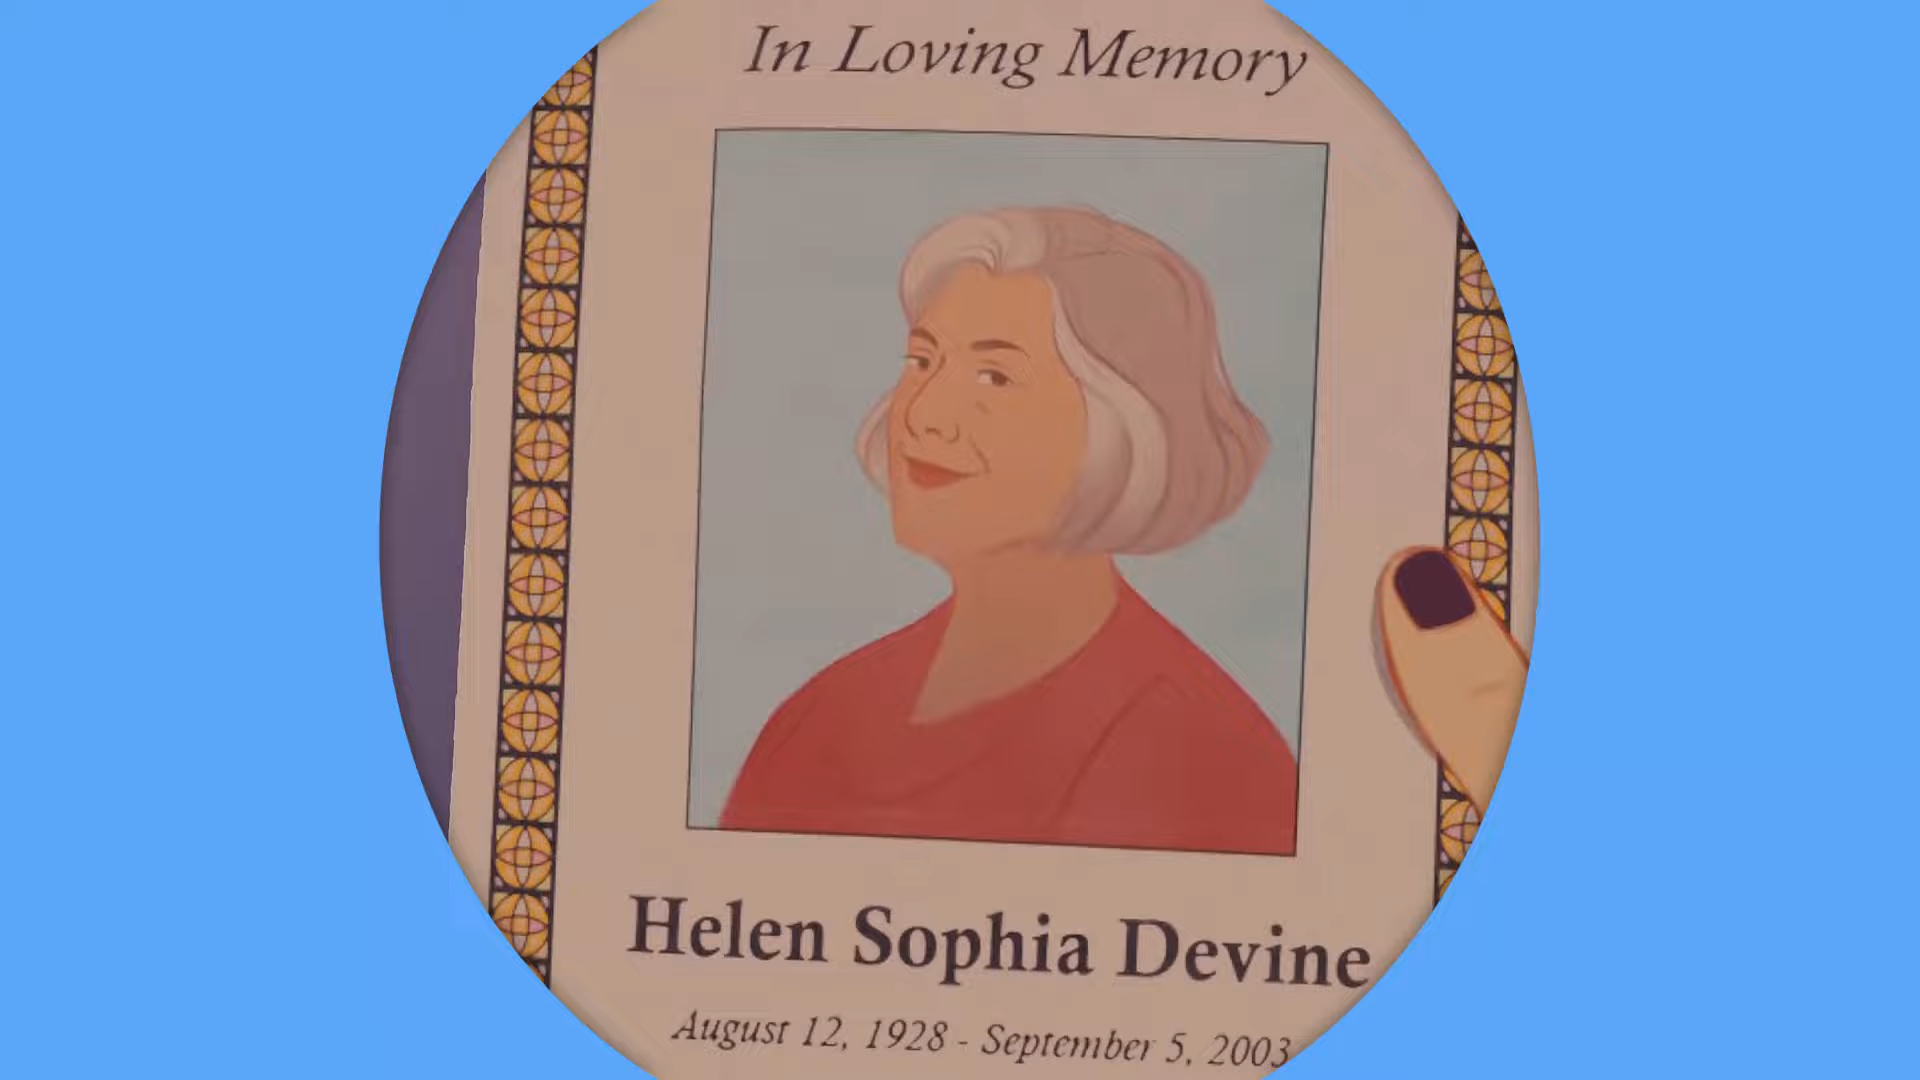 In Loving Memory
Helen Sophia Devine
August 12, 1928 - September 5, 2003